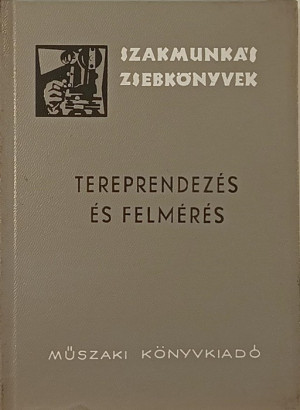 SZAKMUNKÁS
ZSEBKÖNYVEK
TEREPRENDEZÉS
ÉS FELMÉRÉS
MŰSZAKI KÖNYVKIADÓ